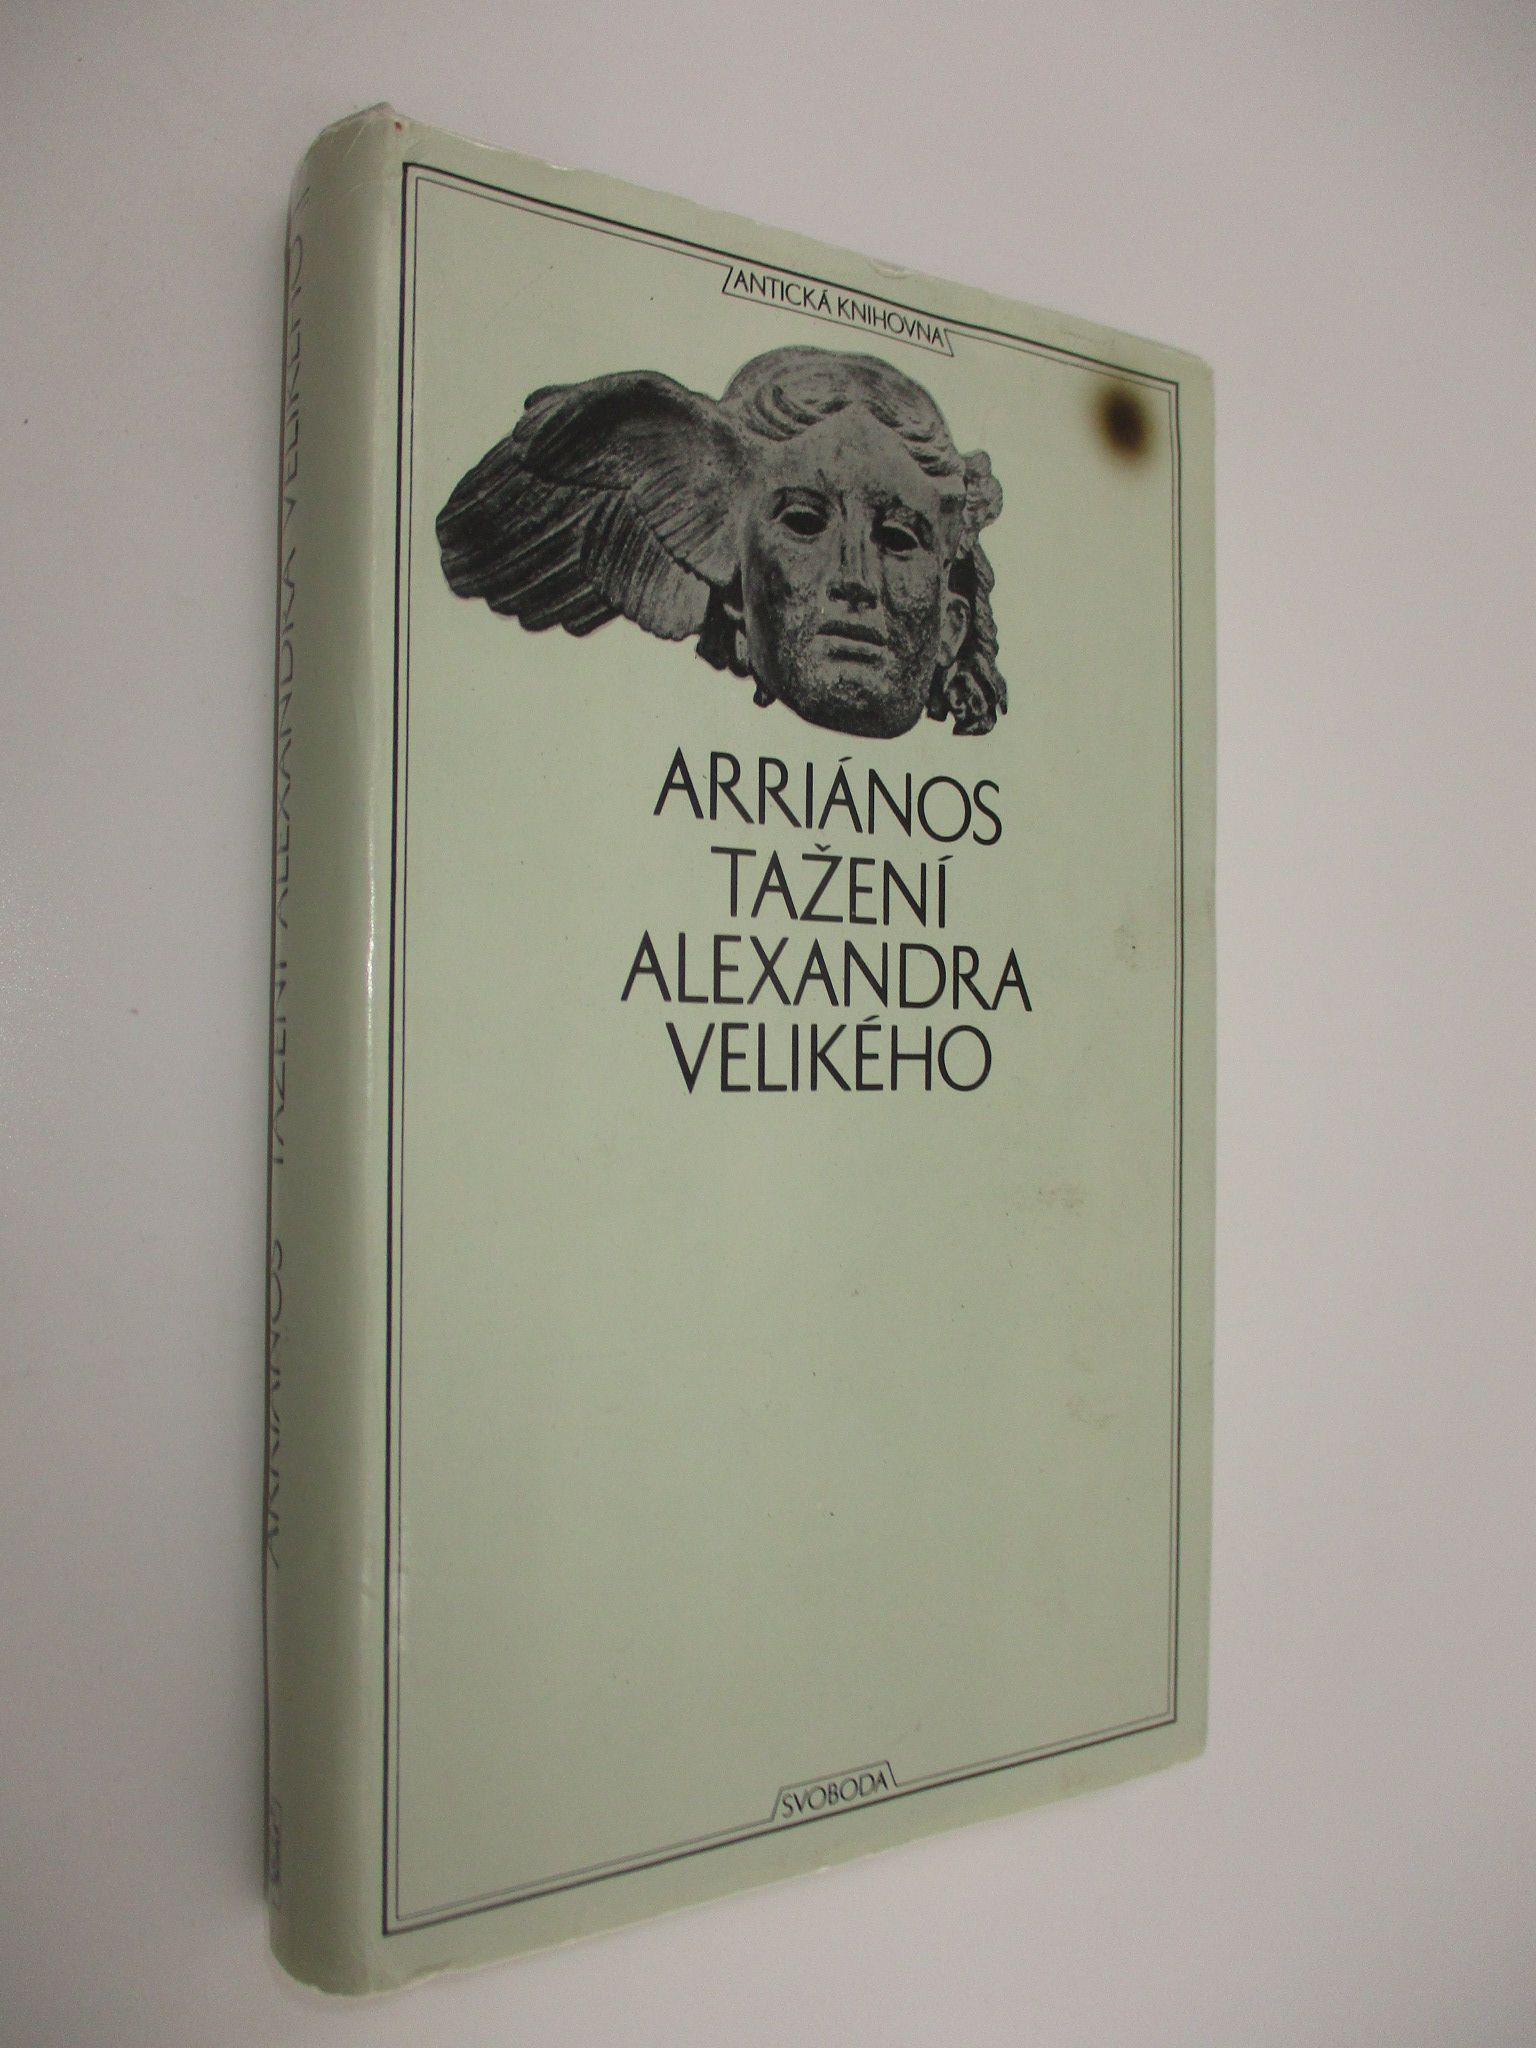 ANTICKÁ KNIHOVNA
ARRIÁNOS
TAŽENÍ
ALEXANDRA
VELIKÉHO
SVOBODA
ARRIÁNOS TAŽENÍ ALEXANDRA VELIKÉHO